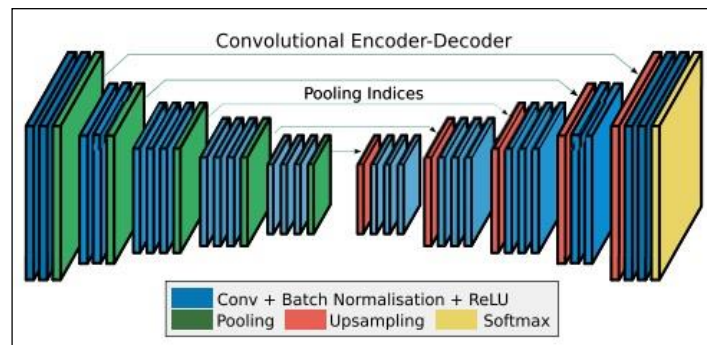 Convolutional Encoder-Decoder
Pooling Indices
Conv + Batch Normalisation + ReLU
Pooling Upsampling Softmax